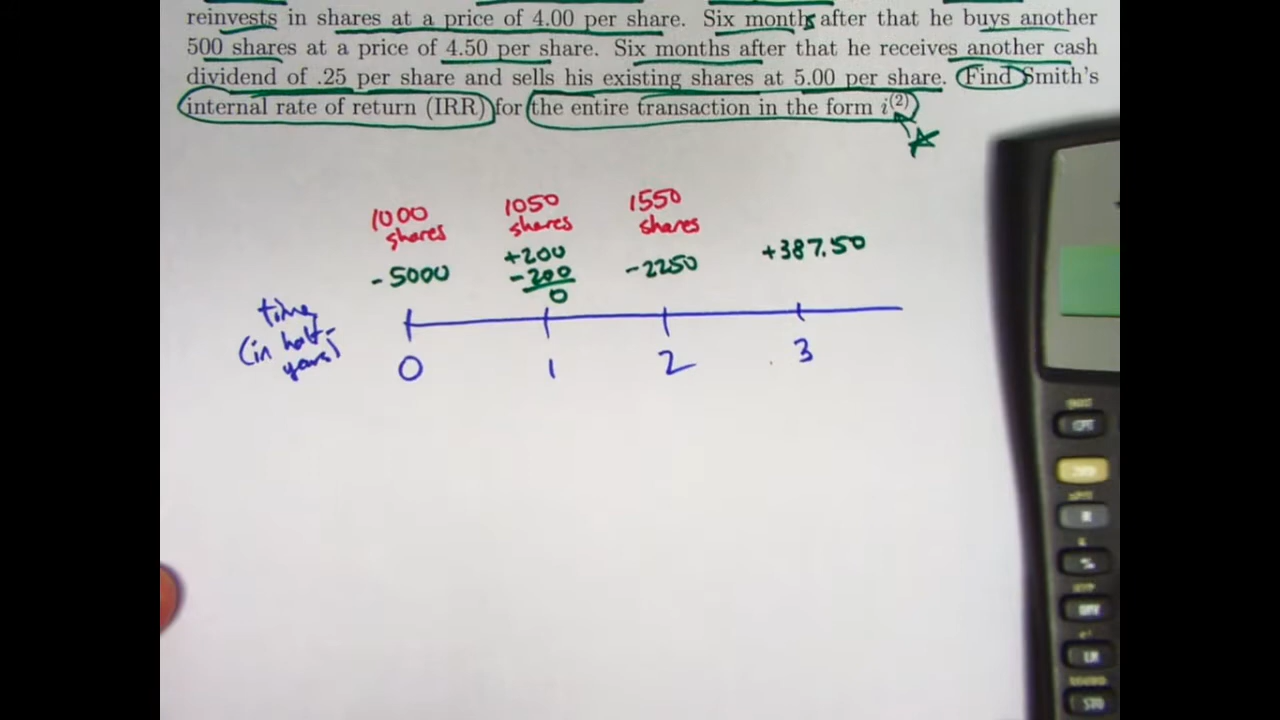 reinvests in shares at a price of 4.00 per share. Six months after that he buys another
500 shares at a price of 4.50 per share. Six months after that he receives another cash
dividend of .25 per share and sells his existing shares at 5.00 per share. Find Smith's
internal rate of return (IRR) for the entire transaction in the form i(2)
1000 shares
1050 shares
1550 shares
-5000
+200
-200
0
-2250
+387.50
time
(in half-
years)
0
1
2
3
CPT